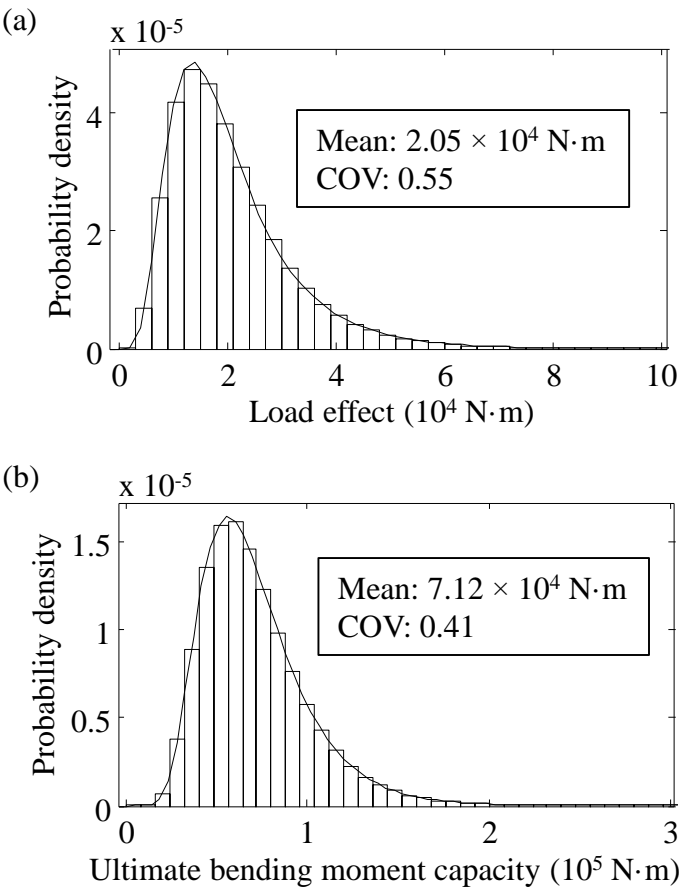 (a)
x 10⁻⁵
Probability density
4
2
0
Mean: 2.05 × 10⁴ N·m
COV: 0.55
0 2 4 6 8 10
Load effect (10⁴ N·m)
(b)
x 10⁻⁵
Probability density
1.5
1
0.5
0
Mean: 7.12 × 10⁴ N·m
COV: 0.41
0 1 2 3
Ultimate bending moment capacity (10⁵ N·m)